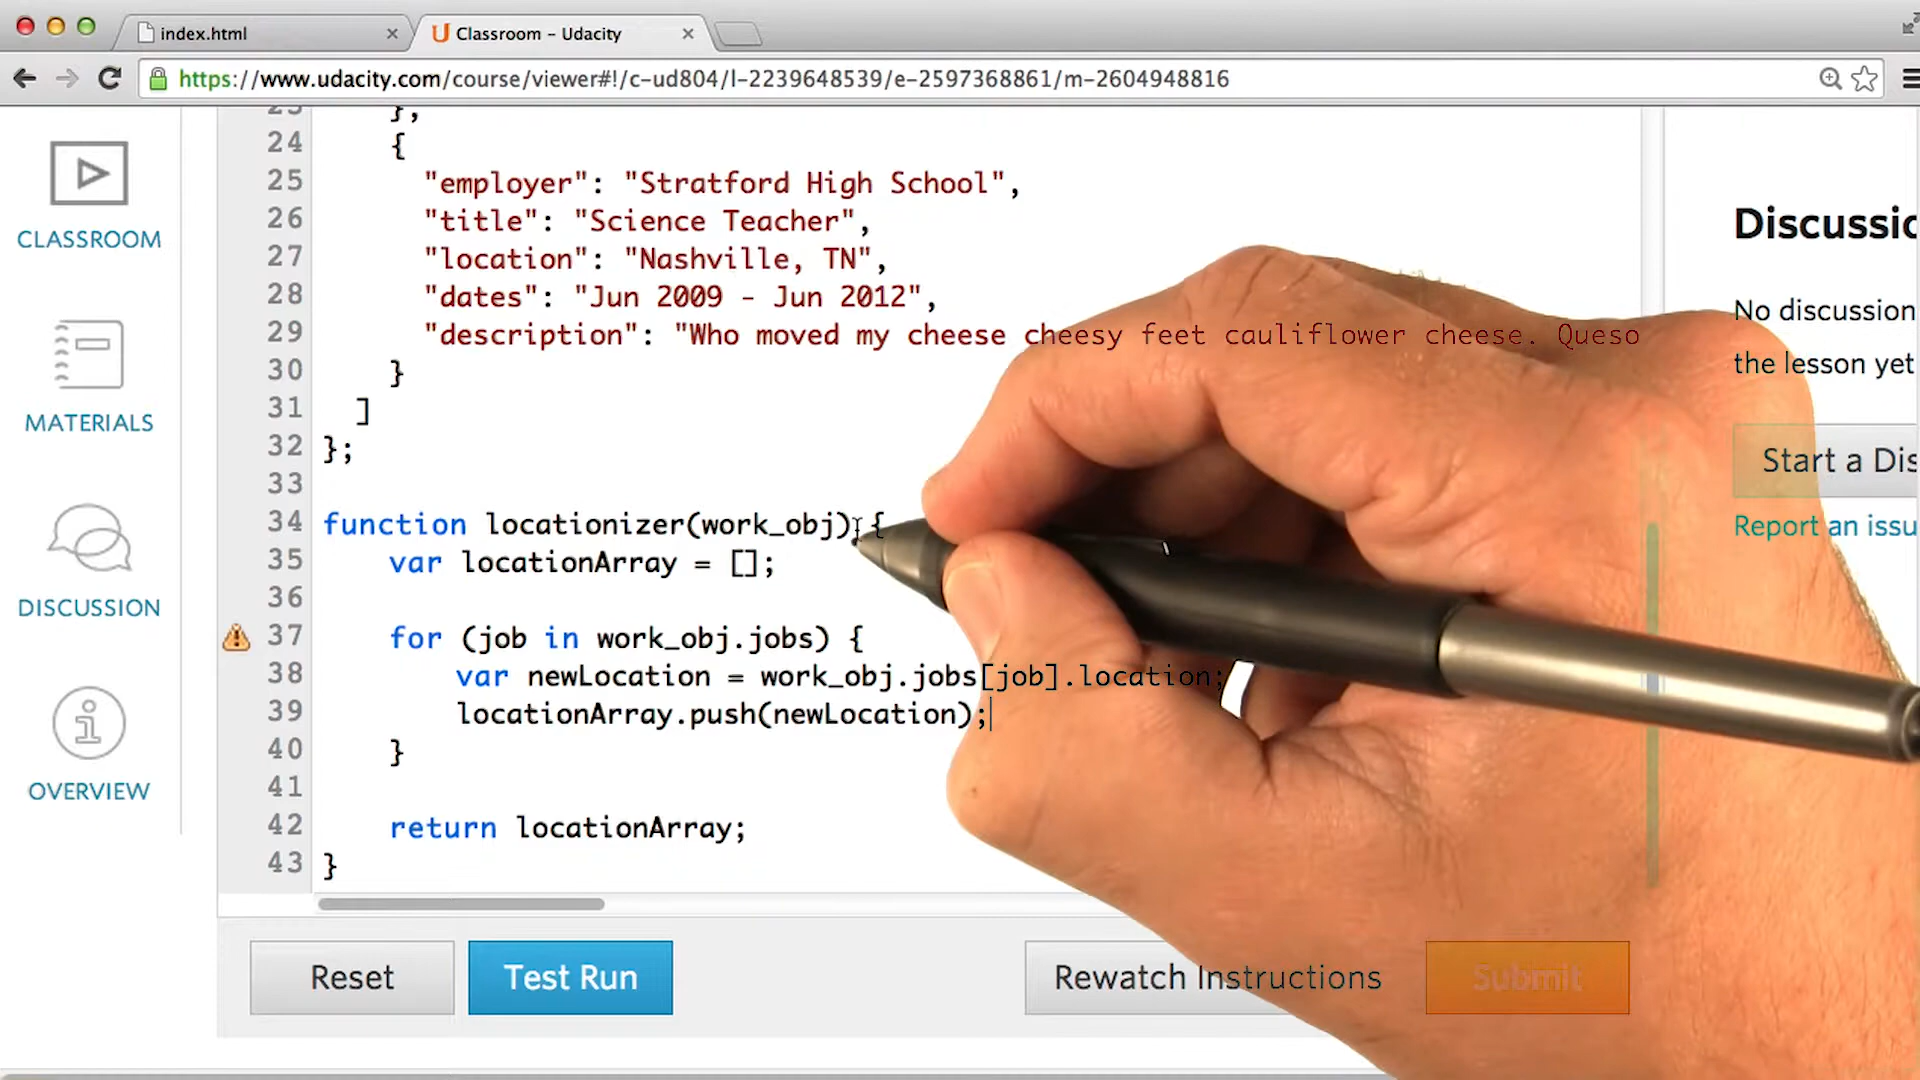 index.html
Classroom - Udacity
https://www.udacity.com/course/viewer#!/c-ud804/l-2239648539/e-2597368861/m-2604948816
CLASSROOM
MATERIALS
DISCUSSION
OVERVIEW
23 },
24 {
25 "employer": "Stratford High School",
26 "title": "Science Teacher",
27 "location": "Nashville, TN",
28 "dates": "Jun 2009 - Jun 2012",
29 "description": "Who moved my cheese cheesy feet cauliflower cheese. Queso
30 }
31 ]
32 };
33
34 function locationizer(work_obj) {
35 var locationArray = [];
36
37 for (job in work_obj.jobs) {
38 var newLocation = work_obj.jobs[job].location;
39 locationArray.push(newLocation);
40 }
41
42 return locationArray;
43 }
Reset
Test Run
Rewatch Instructions
Submit
Discussio
No discussion
the lesson yet
Start a Dis
Report an issu